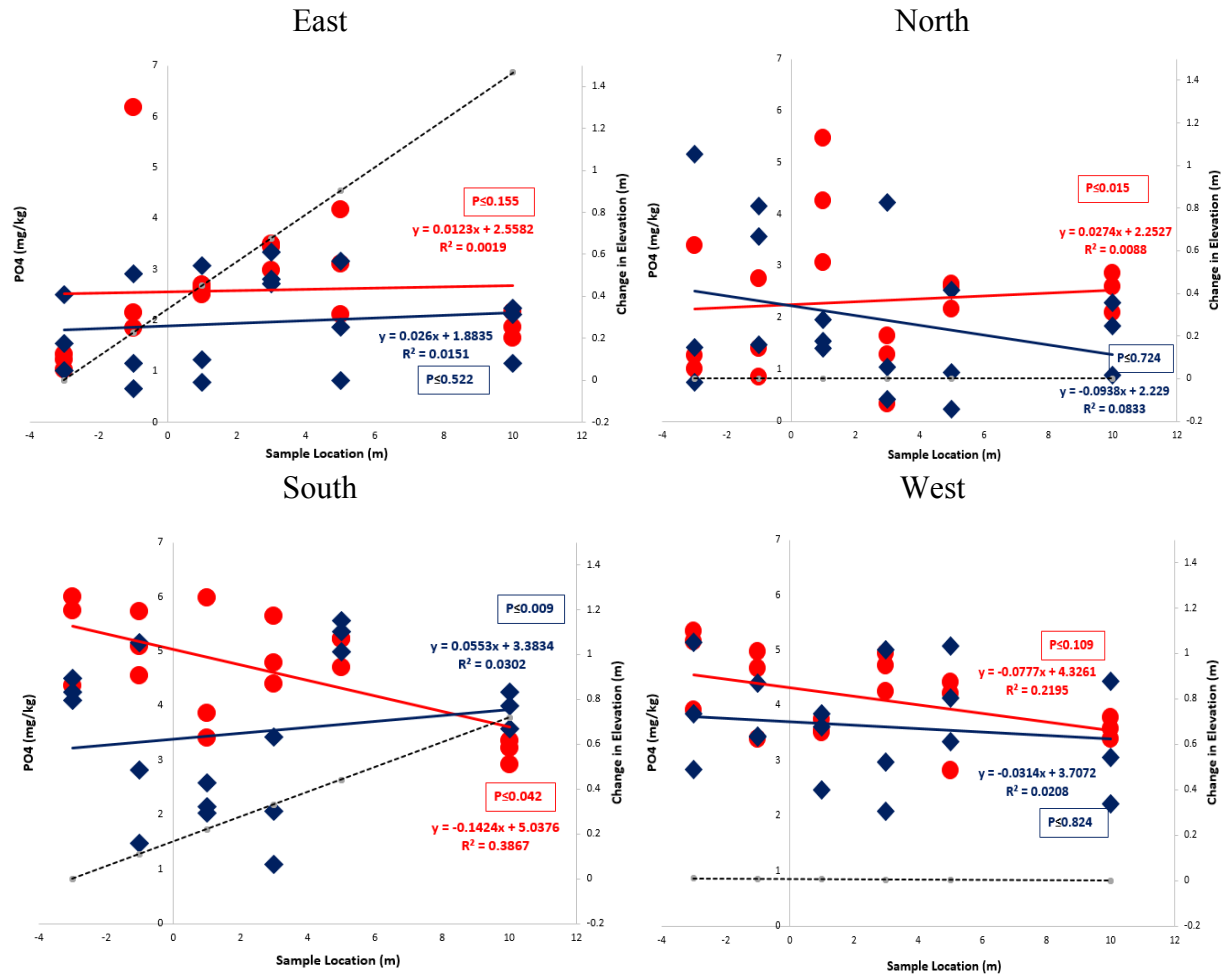 East
7
6
5
4
3
2
1
0
-4
-2
0
2
4
6
8
10
12
1.4
1.2
1
0.8
0.6
0.4
0.2
0
-0.2
PO4 (mg/kg)
Sample Location (m)
Change in Elevation (m)
P≤0.155
y = 0.0123x + 2.5582
R² = 0.0019
y = 0.026x + 1.8835
R² = 0.0151
P≤0.522
North
7
6
5
4
3
2
1
0
-4
-2
0
2
4
6
8
10
12
1.4
1.2
1
0.8
0.6
0.4
0.2
0
-0.2
PO4 (mg/kg)
Sample Location (m)
Change in Elevation (m)
P≤0.015
y = 0.0274x + 2.2527
R² = 0.0088
P≤0.724
y = -0.0938x + 2.229
R² = 0.0833
South
7
6
5
4
3
2
1
0
-4
-2
0
2
4
6
8
10
12
1.4
1.2
1
0.8
0.6
0.4
0.2
0
-0.2
PO4 (mg/kg)
Sample Location (m)
Change in Elevation (m)
P≤0.009
y = 0.0553x + 3.3834
R² = 0.0302
P≤0.042
y = -0.1424x + 5.0376
R² = 0.3867
West
7
6
5
4
3
2
1
0
-4
-2
0
2
4
6
8
10
12
1.4
1.2
1
0.8
0.6
0.4
0.2
0
-0.2
PO4 (mg/kg)
Sample Location (m)
Change in Elevation (m)
P≤0.109
y = -0.0777x + 4.3261
R² = 0.2195
y = -0.0314x + 3.7072
R² = 0.0208
P≤0.824